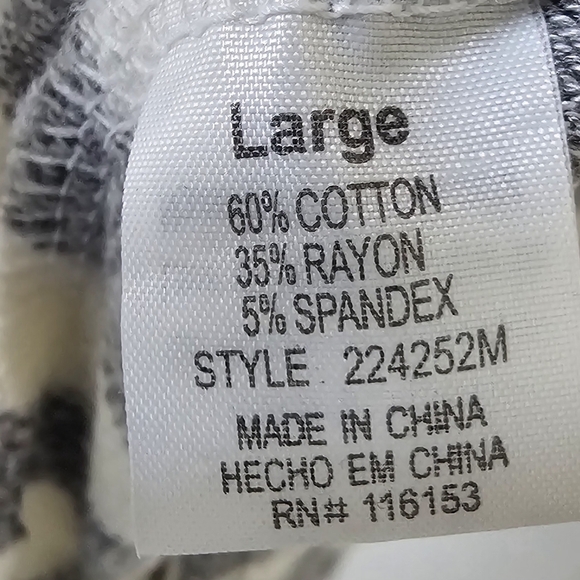 Large
60% COTTON
35% RAYON
5% SPANDEX
STYLE 224252M
MADE IN CHINA
HECHO EM CHINA
RN# 116153